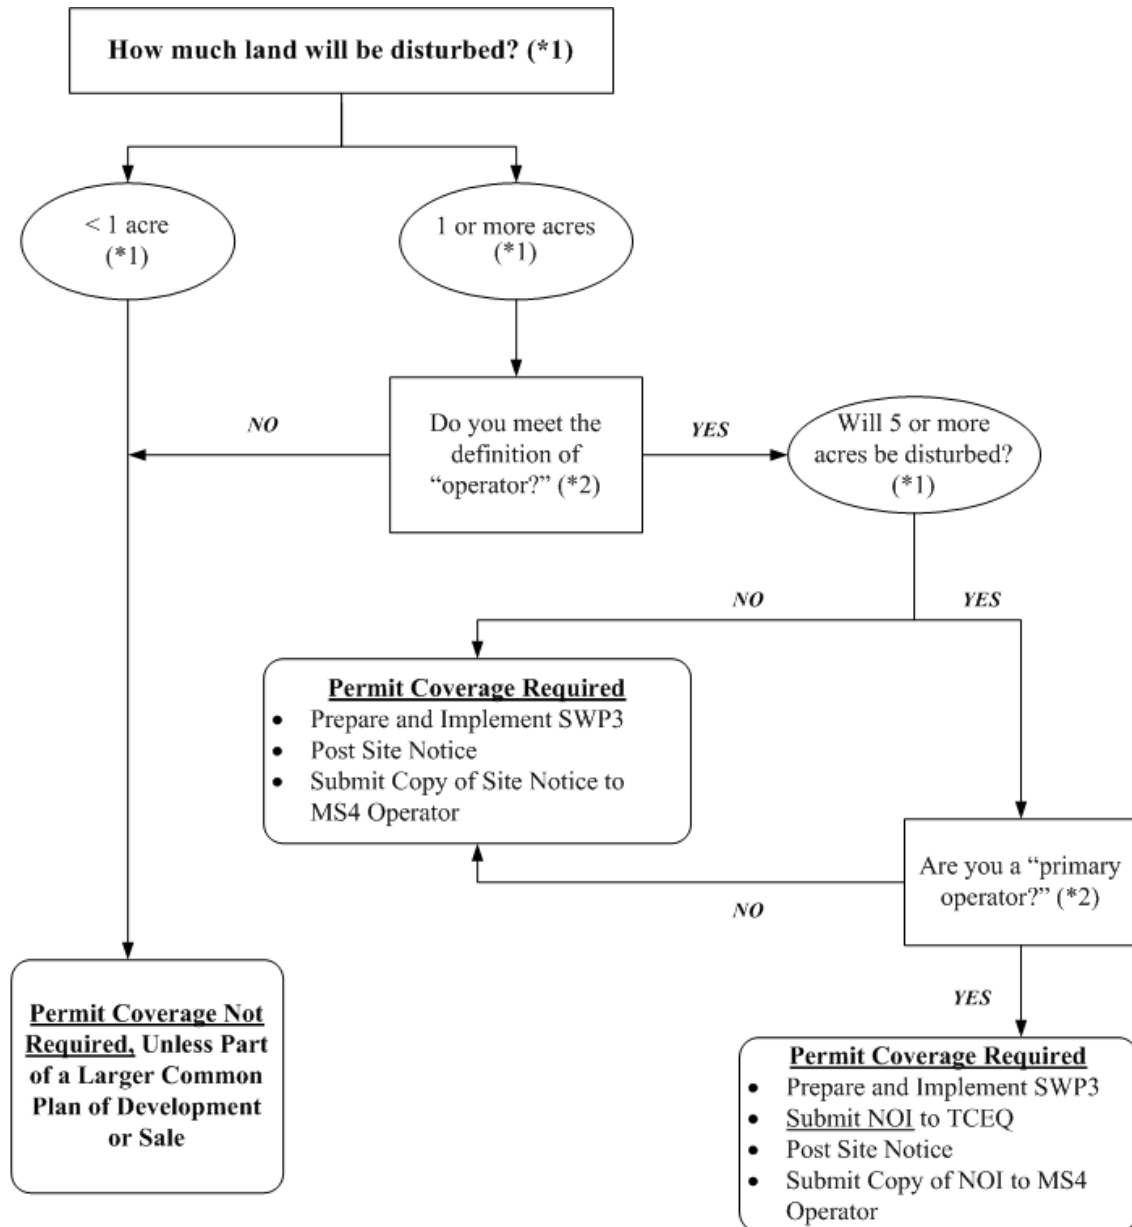 How much land will be disturbed? (*1)
< 1 acre
(*1)
1 or more acres
(*1)
Do you meet the
definition of
“operator?” (*2)
NO
YES
Will 5 or more
acres be disturbed?
(*1)
NO
YES
Permit Coverage Required
• Prepare and Implement SWP3
• Post Site Notice
• Submit Copy of Site Notice to
MS4 Operator
Are you a “primary
operator?” (*2)
NO
YES
Permit Coverage Not
Required, Unless Part
of a Larger Common
Plan of Development
or Sale
Permit Coverage Required
• Prepare and Implement SWP3
• Submit NOI to TCEQ
• Post Site Notice
• Submit Copy of NOI to MS4
Operator